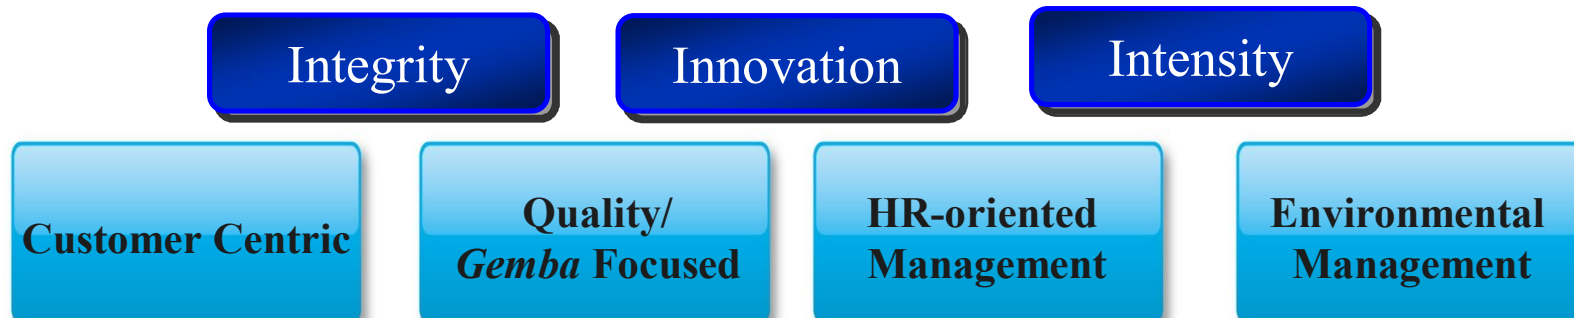 Integrity
Innovation
Intensity
Customer Centric
Quality/
Gemba Focused
HR-oriented
Management
Environmental
Management